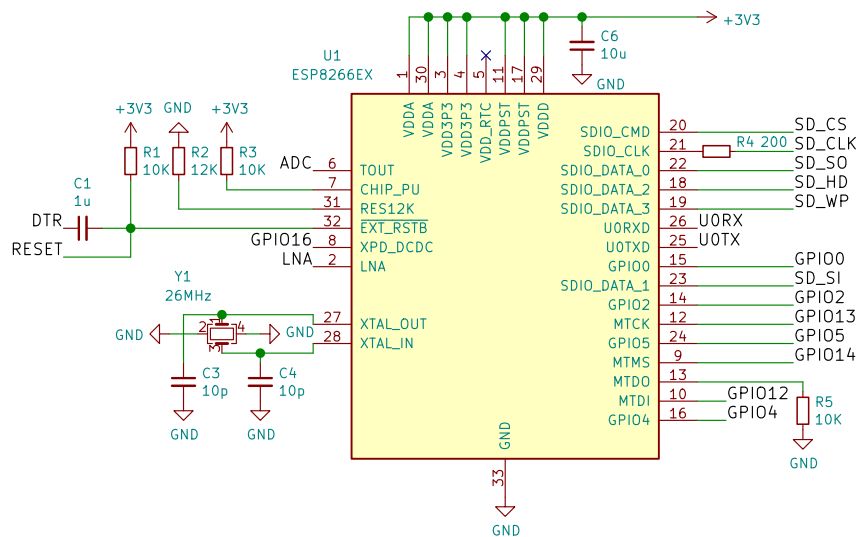 +3V3
C6
10u
GND
U1
ESP8266EX
1
30
3
4
5
11
17
29
VDDA
VDDA
VDD3P3
VDD3P3
VDD_RTC
VDDPST
VDDPST
VDDD
+3V3
GND
+3V3
R1
10K
R2
12K
R3
10K
C1
1u
DTR
RESET
ADC
6
TOUT
7
CHIP_PU
31
RES12K
32
EXT_RSTB
GPIO16
8
XPD_DCDC
LNA
2
LNA
Y1
26MHz
GND
2
1
4
3
GND
27
XTAL_OUT
28
XTAL_IN
C3
10p
C4
10p
GND
GND
SDIO_CMD
20
SD_CS
SDIO_CLK
21
R4 200
SD_CLK
SDIO_DATA_0
22
SD_SO
SDIO_DATA_2
18
SD_HD
SDIO_DATA_3
19
SD_WP
U0RXD
26
U0RX
U0TXD
25
U0TX
GPIO0
15
GPIO0
SDIO_DATA_1
23
SD_SI
GPIO2
14
GPIO2
MTCK
12
GPIO13
GPIO5
24
GPIO5
MTMS
9
GPIO14
MTDO
13
MTDI
10
GPIO12
GPIO4
16
GPIO4
R5
10K
GND
GND
33
GND